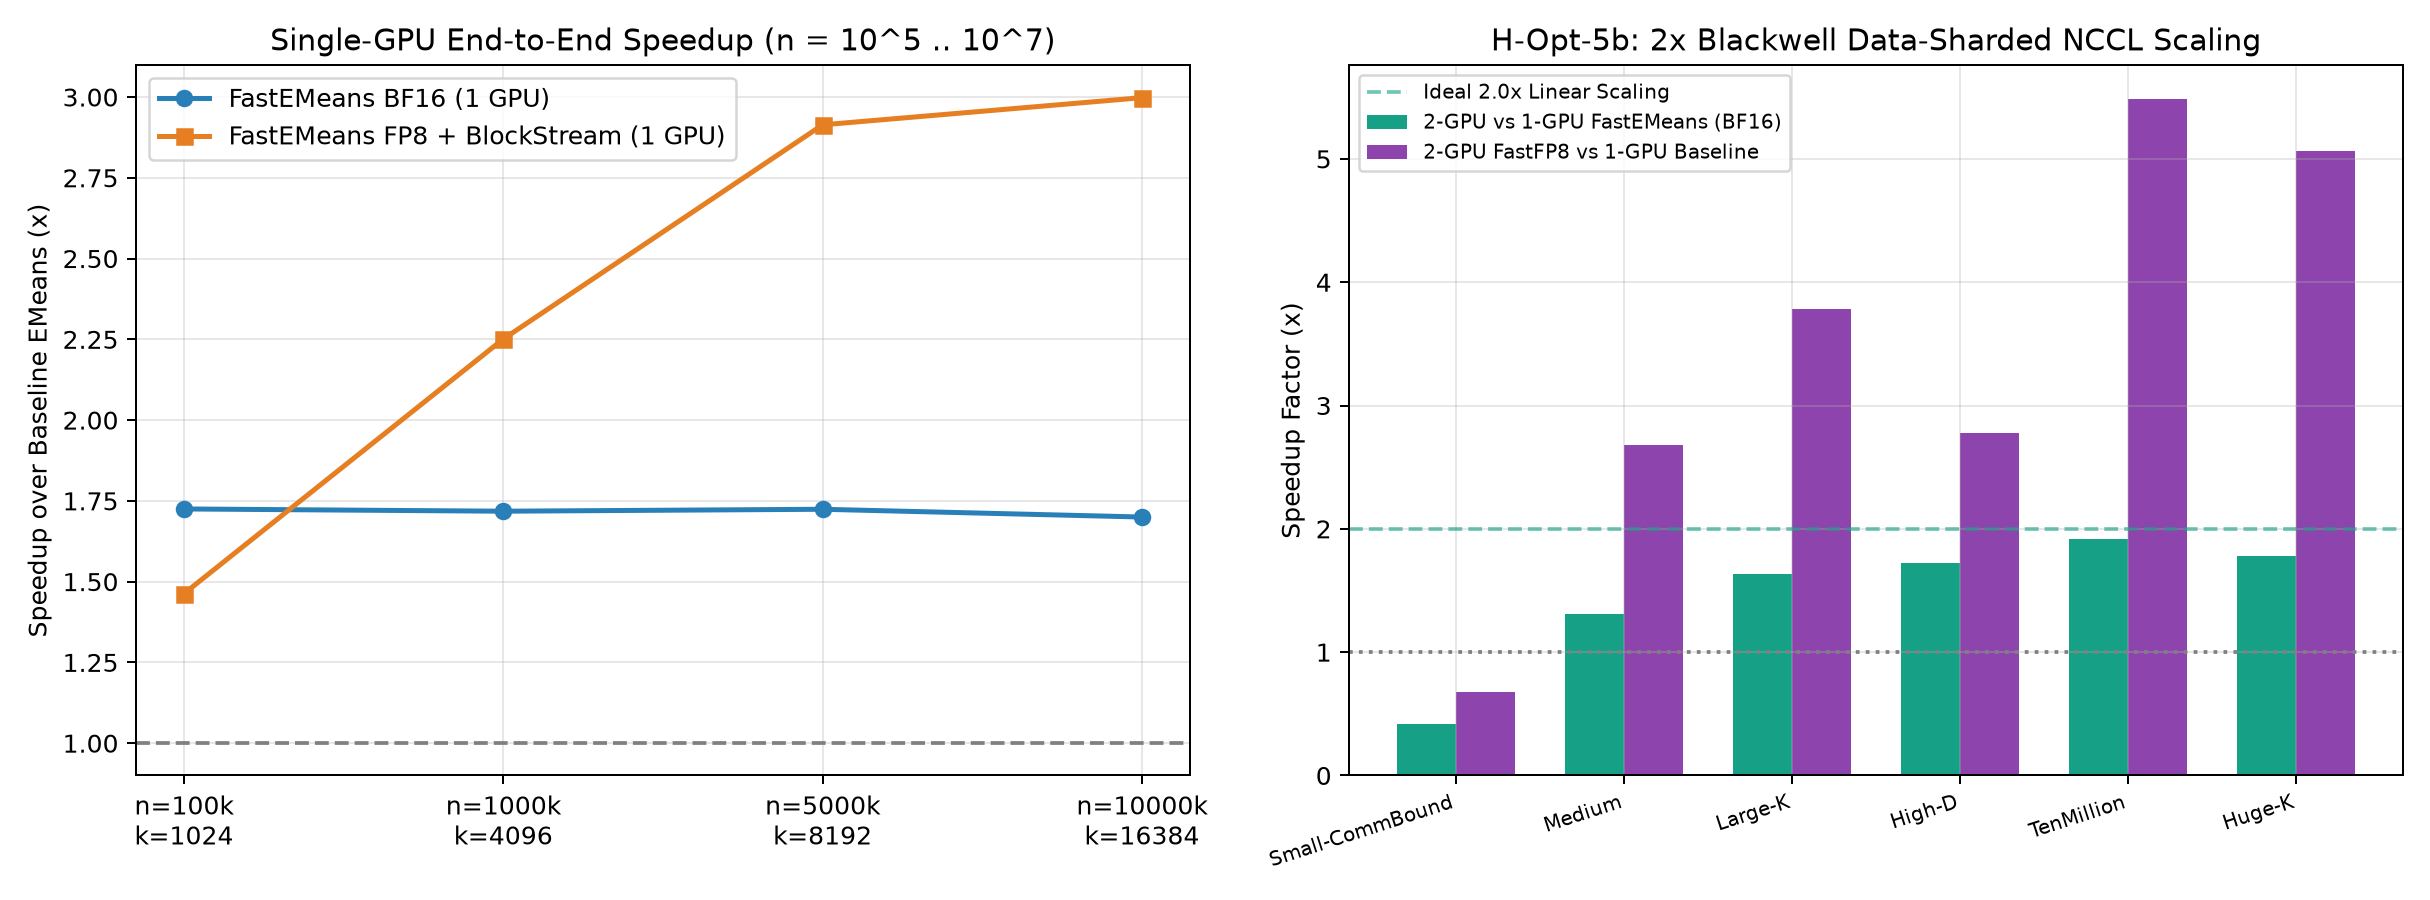 Single-GPU End-to-End Speedup (n = 10^5 .. 10^7)
FastEMeans BF16 (1 GPU)
FastEMeans FP8 + BlockStream (1 GPU)
Speedup over Baseline EMeans (x)
3.00
2.75
2.50
2.25
2.00
1.75
1.50
1.25
1.00
n=100k
k=1024
n=1000k
k=4096
n=5000k
k=8192
n=10000k
k=16384
H-Opt-5b: 2x Blackwell Data-Sharded NCCL Scaling
Ideal 2.0x Linear Scaling
2-GPU vs 1-GPU FastEMeans (BF16)
2-GPU FastFP8 vs 1-GPU Baseline
Speedup Factor (x)
5
4
3
2
1
0
Small-CommBound
Medium
Large-K
High-D
TenMillion
Huge-K